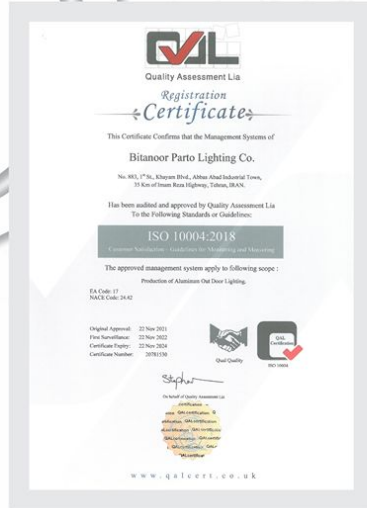 QAL
Quality Assessment Lia
Registration
Certificate
This Certificate Confirms that the Management Systems of
Bitanoor Parto Lighting Co.
No. 883, 1st St., Khayam Blvd., Abbas Abad Industrial Town,
35 Km of Imam Reza Highway, Tehran, IRAN.
Has been audited and approved by Quality Assessment Lia
To the Following Standards or Guidelines:
ISO 10004:2018
Customer Satisfaction - Guidelines for Monitoring and Measuring
The approved management system apply to following scope :
Production of Aluminum Out Door Lighting.
EA Code: 17
NACE Code: 24.42
Original Approval: 22 Nov 2021
First Surveillance: 22 Nov 2022
Certificate Expiry: 22 Nov 2024
Certificate Number: 20781530
Qual Quality
QAL
Certification
ISO 10004
Stephen
On behalf of Quality Assessment Lia
www.qalcert.co.uk